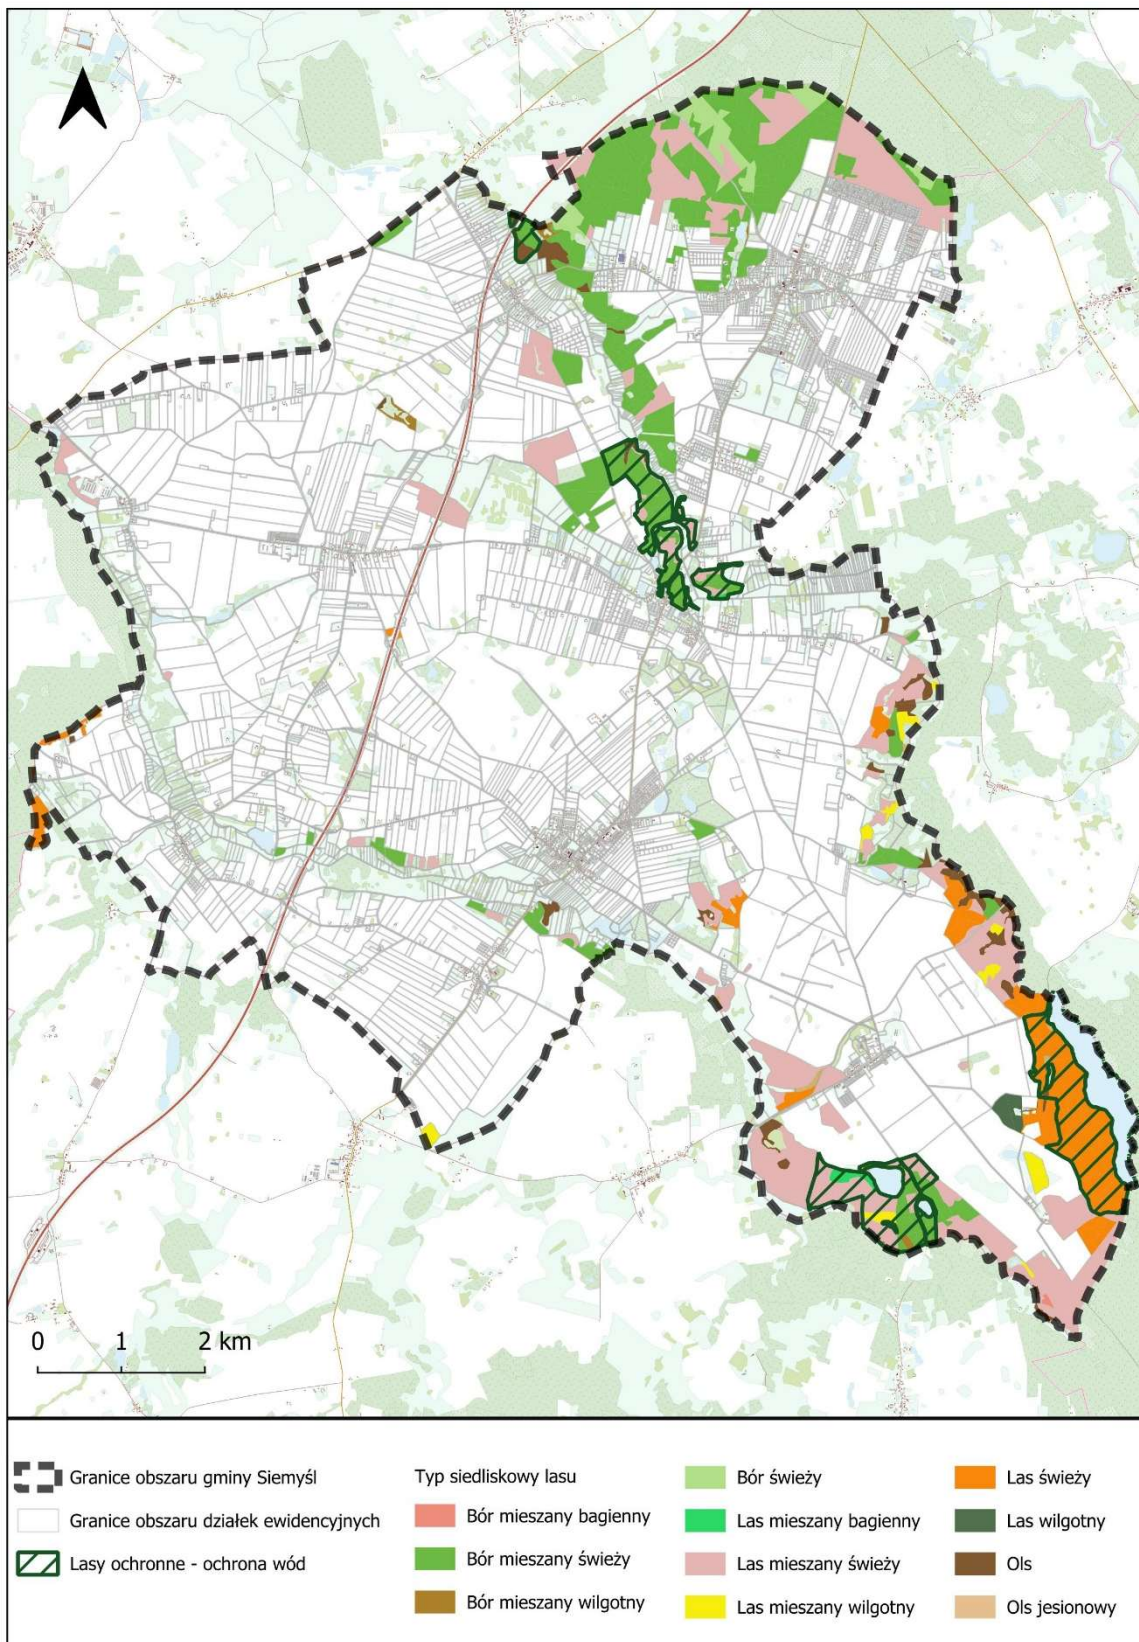 0 1 2 km
Granice obszaru gminy Siemyśl
Granice obszaru działek ewidencyjnych
Lasy ochronne - ochrona wód
Typ siedliskowy lasu
Bór mieszany bagienny
Bór mieszany świeży
Bór mieszany wilgotny
Bór świeży
Las mieszany bagienny
Las mieszany świeży
Las mieszany wilgotny
Las świeży
Las wilgotny
Ols
Ols jesionowy